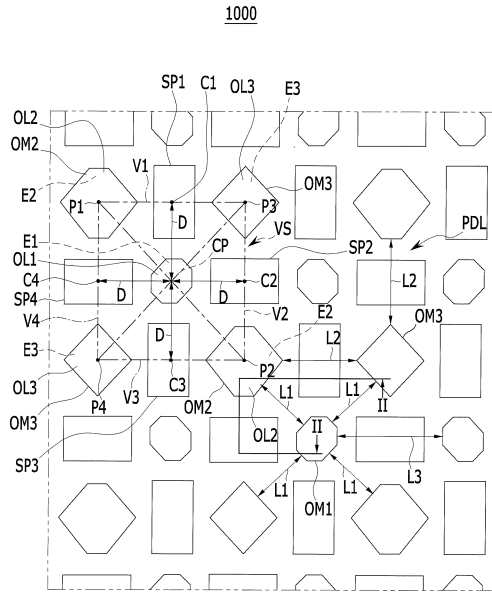 1000
SP1 C1
OL3
E3
OL2
OM2
V1
OM3
E2
P1
P3
VS
PDL
E1
D
CP
SP2
OL1
C4
C2
L2
SP4
D
D
V4
V2
E2
OM3
D
L2
E3
OL3
P2
C3
V3
OM3
P4
OM2
L1
L1
II
OL2
II
SP3
L3
L1
L1
OM1